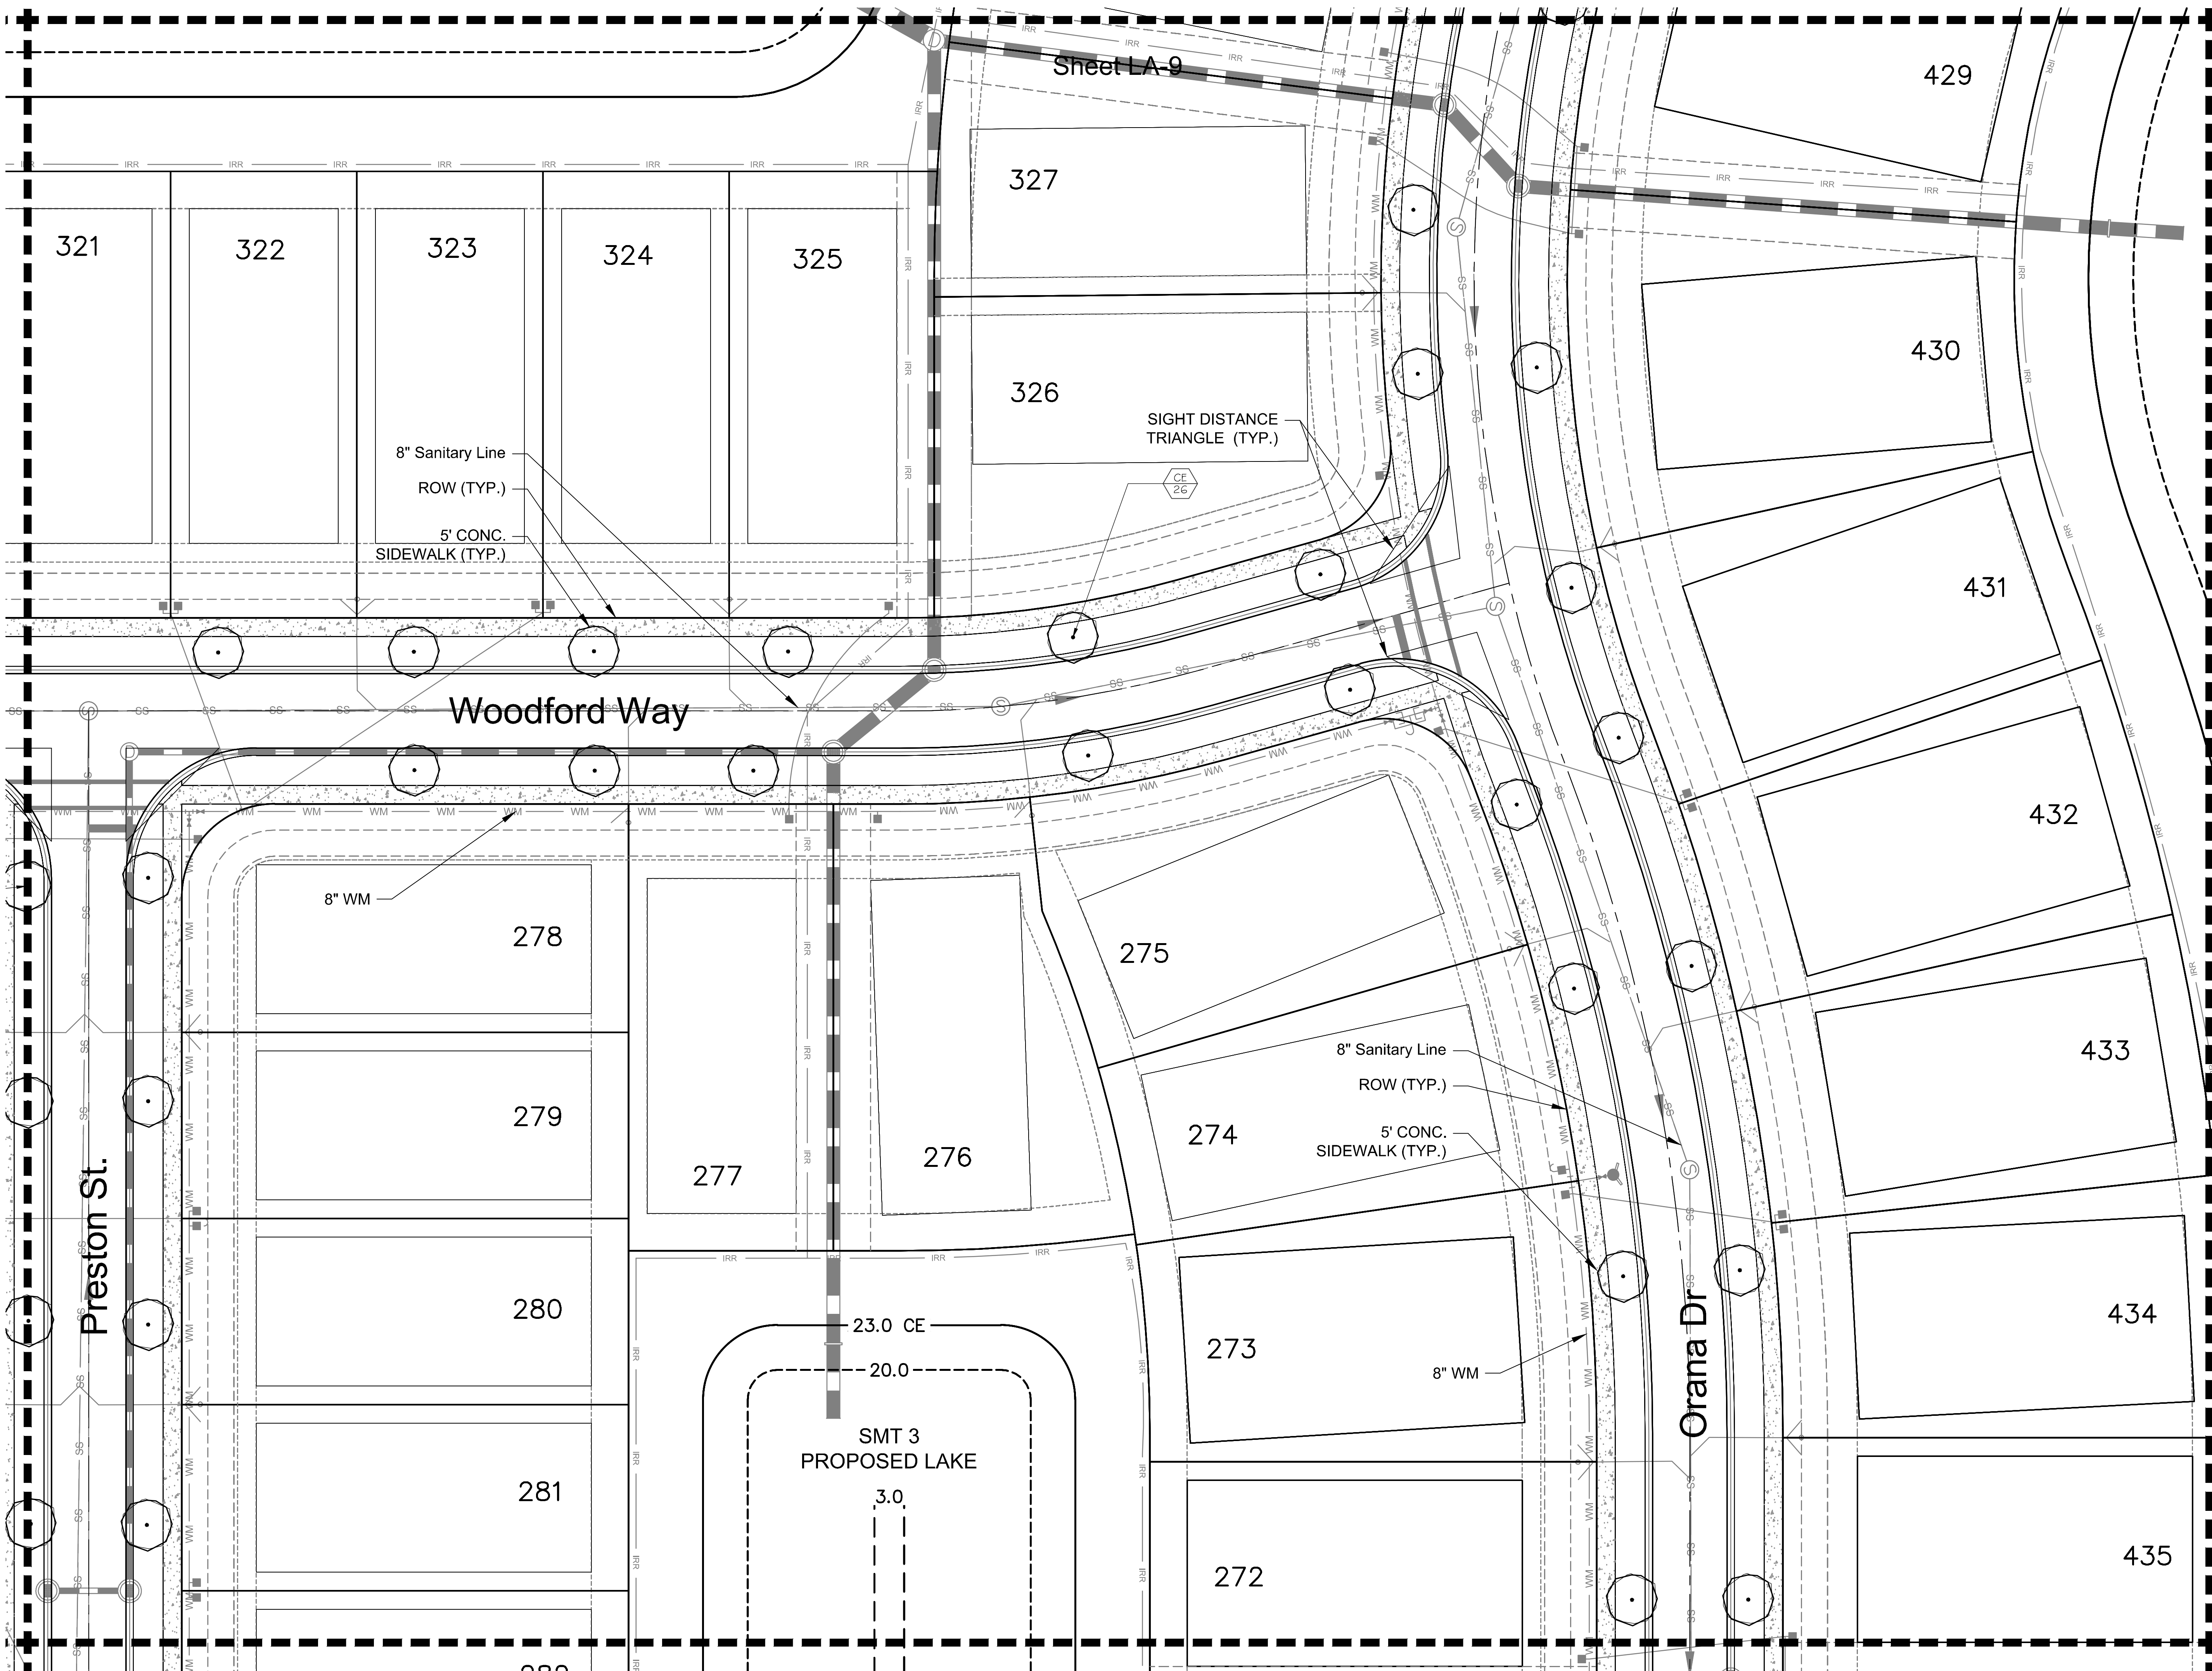 Sheet LA-9
429
327
321
322
323
324
325
430
326
SIGHT DISTANCE
TRIANGLE (TYP.)
8" Sanitary Line
ROW (TYP.)
5' CONC.
SIDEWALK (TYP.)
CE
26
431
Woodford Way
432
8" WM
278
275
433
279
274
8" Sanitary Line
ROW (TYP.)
5' CONC.
SIDEWALK (TYP.)
277
276
Preston St.
280
23.0 CE
20.0
273
8" WM
Orana Dr
434
281
SMT 3
PROPOSED LAKE
3.0
272
435
IRR
WM
SS
S
D